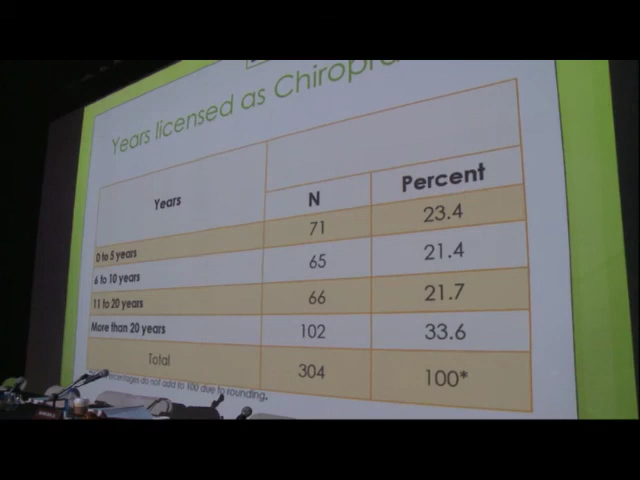 Years licensed as
Years N Percent
0 to 5 years 71 23.4
6 to 10 years 65 21.4
11 to 20 years 66 21.7
More than 20 years 102 33.6
Total 304 100*
do not add to 100 due to rounding.